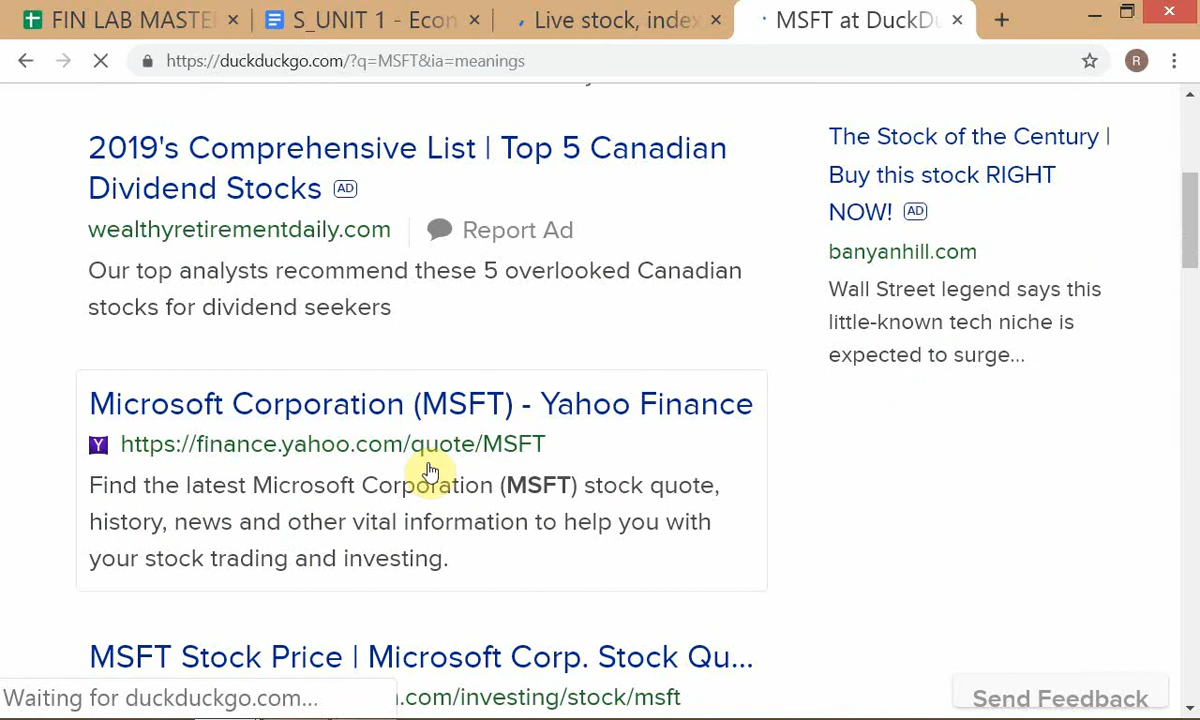 FIN LAB MASTE
S_UNIT 1 - Econ
Live stock, index
MSFT at DuckDu
https://duckduckgo.com/?q=MSFT&ia=meanings
R
2019's Comprehensive List | Top 5 Canadian
Dividend Stocks AD
wealthyretirementdaily.com
Report Ad
Our top analysts recommend these 5 overlooked Canadian
stocks for dividend seekers
Microsoft Corporation (MSFT) - Yahoo Finance
Y https://finance.yahoo.com/quote/MSFT
Find the latest Microsoft Corporation (MSFT) stock quote,
history, news and other vital information to help you with
your stock trading and investing.
MSFT Stock Price | Microsoft Corp. Stock Qu...
.com/investing/stock/msft
The Stock of the Century |
Buy this stock RIGHT
NOW! AD
banyanhill.com
Wall Street legend says this
little-known tech niche is
expected to surge...
Waiting for duckduckgo.com...
Send Feedback